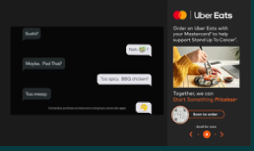 Sushi?
Nah
Maybe. Pad Thai?
Too spicy. BBQ chicken?
Too messy.
Uber Eats
Order on Uber Eats with
your Mastercard® to help
support Stand Up To Cancer®.
Together, we can
Start Something Priceless®
Scan to order